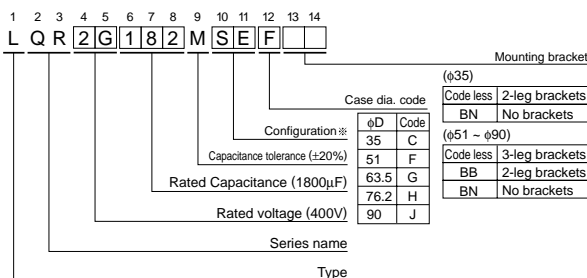 1 2 3 4 5 6 7 8 9 10 11 12 13 14
L Q R 2 G 1 8 2 M S E F
Mounting bracket
(ϕ35)
Code less 2-leg brackets
BN No brackets
(ϕ51 ~ ϕ90)
Code less 3-leg brackets
BB 2-leg brackets
BN No brackets
Case dia. code
ϕD Code
35 C
51 F
63.5 G
76.2 H
90 J
Configuration※
Capacitance tolerance (±20%)
Rated Capacitance (1800µF)
Rated voltage (400V)
Series name
Type